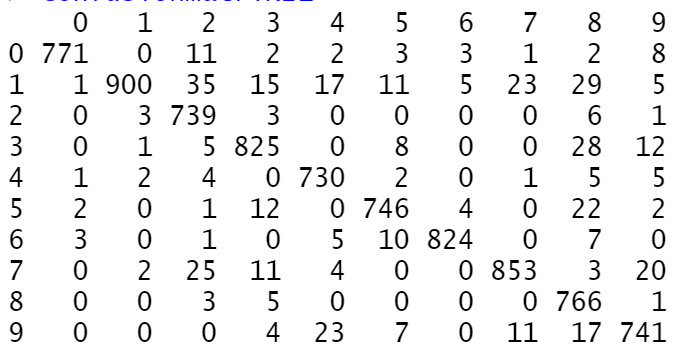 0 1 2 3 4 5 6 7 8 9
0 771 0 11 2 2 3 3 1 2 8
1 1 900 35 15 17 11 5 23 29 5
2 0 3 739 3 0 0 0 0 6 1
3 0 1 5 825 0 8 0 0 28 12
4 1 2 4 0 730 2 0 1 5 5
5 2 0 1 12 0 746 4 0 22 2
6 3 0 1 0 5 10 824 0 7 0
7 0 2 25 11 4 0 0 853 3 20
8 0 0 3 5 0 0 0 0 766 1
9 0 0 0 4 23 7 0 11 17 741